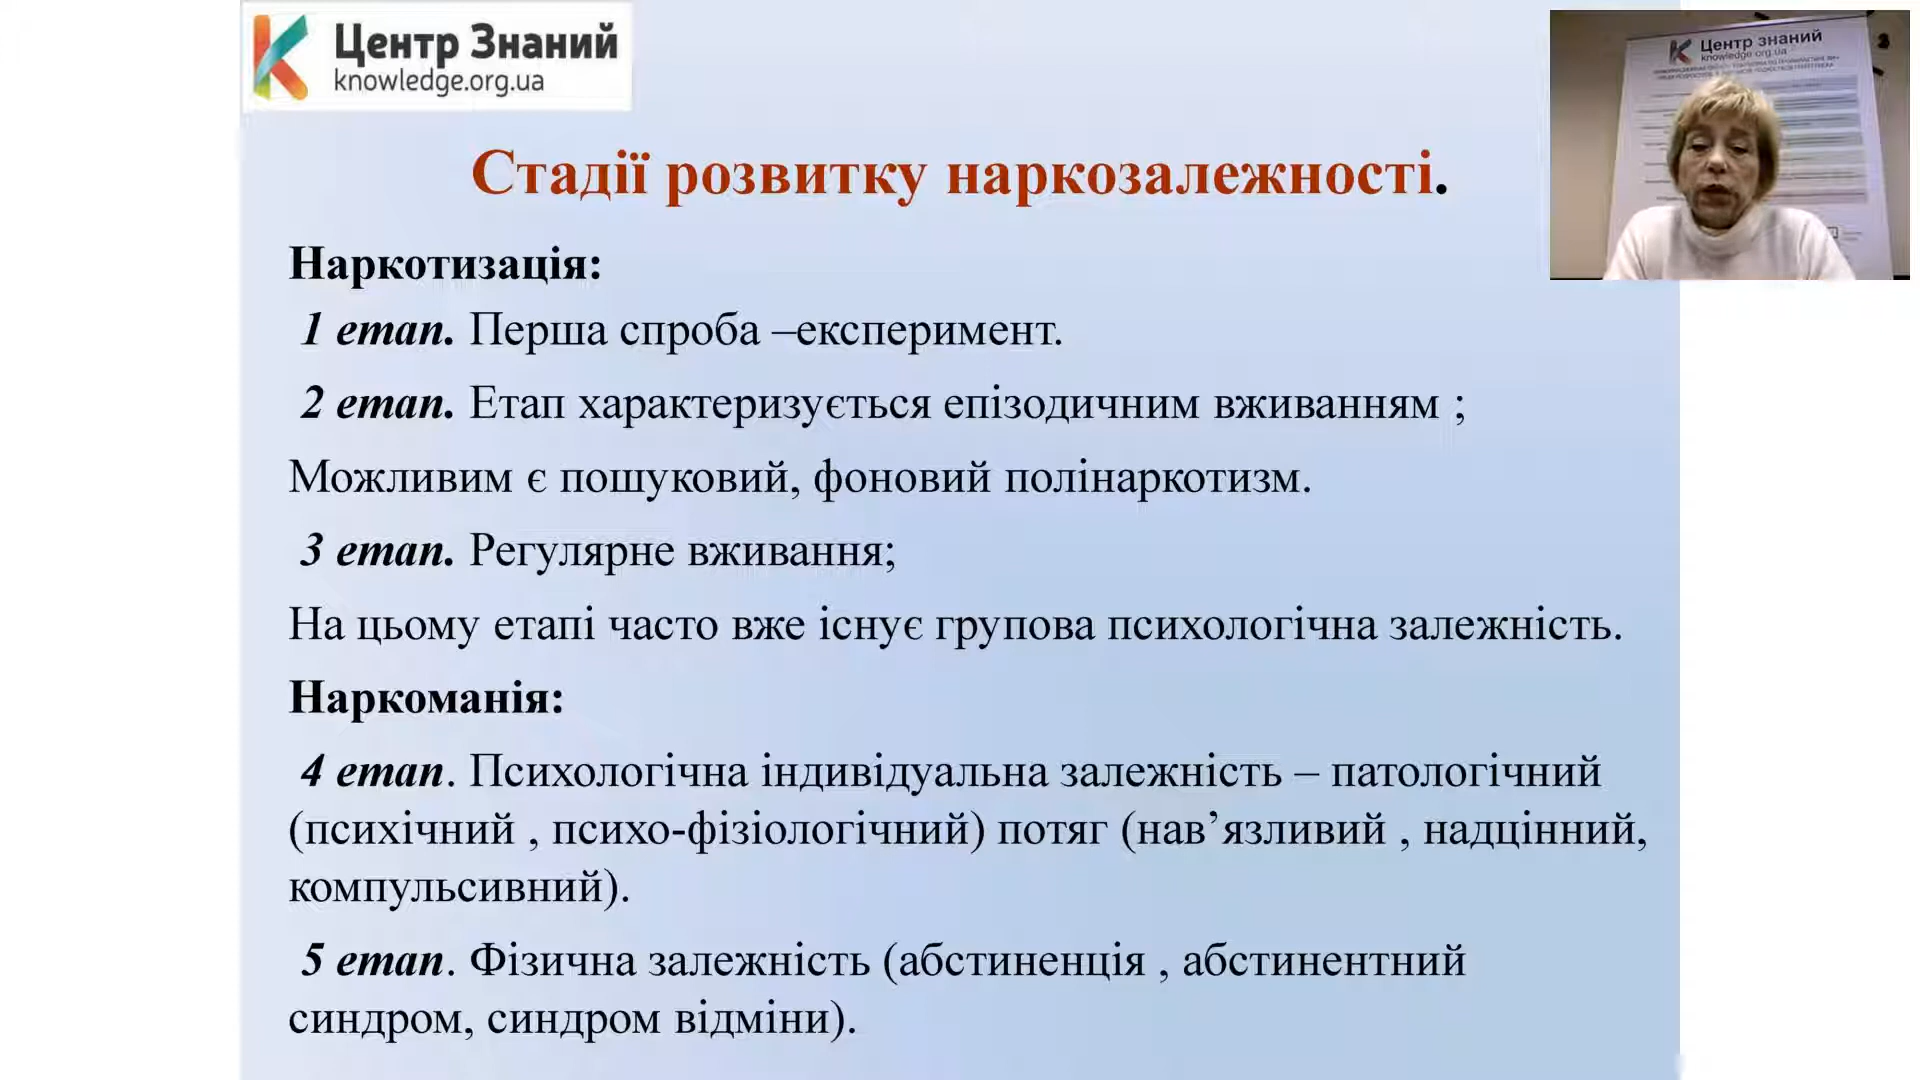 Центр Знаний
knowledge.org.ua
Центр знаний
knowledge.org.ua
Стадії розвитку наркозалежності.
Наркотизація:
1 етап. Перша спроба –експеримент.
2 етап. Етап характеризується епізодичним вживанням ;
Можливим є пошуковий, фоновий полінаркотизм.
3 етап. Регулярне вживання;
На цьому етапі часто вже існує групова психологічна залежність.
Наркоманія:
4 етап. Психологічна індивідуальна залежність – патологічний
(психічний , психо-фізіологічний) потяг (нав’язливий , надцінний,
компульсивний).
5 етап. Фізична залежність (абстиненція , абстинентний
синдром, синдром відміни).